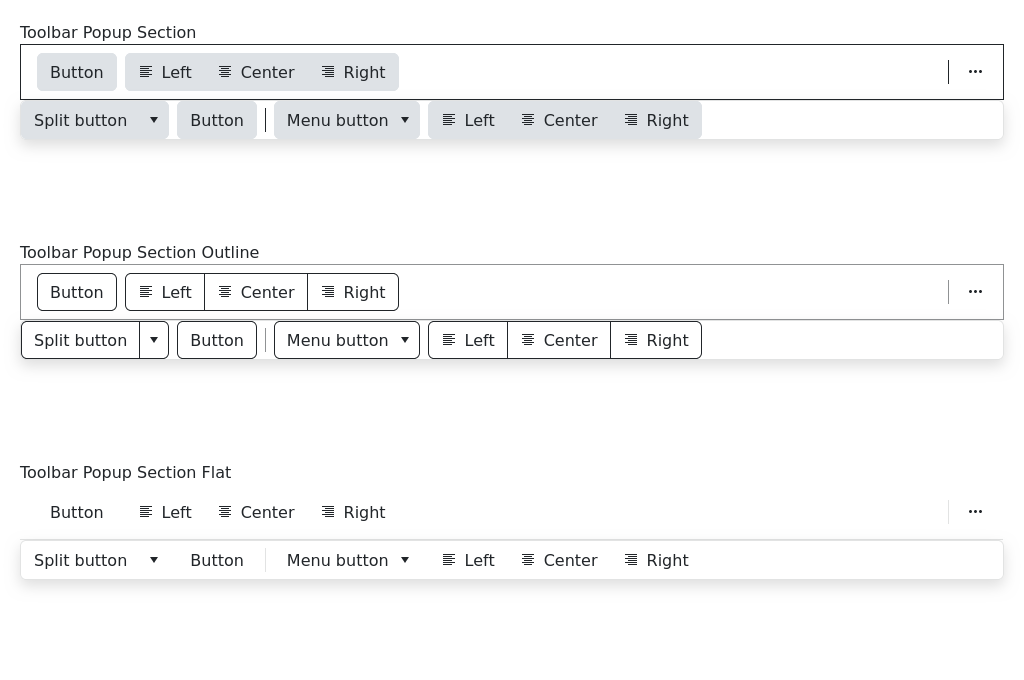 Toolbar Popup Section
Button Left Center Right
Split button Button Menu button Left Center Right
Toolbar Popup Section Outline
Button Left Center Right
Split button Button Menu button Left Center Right
Toolbar Popup Section Flat
Button Left Center Right
Split button Button Menu button Left Center Right